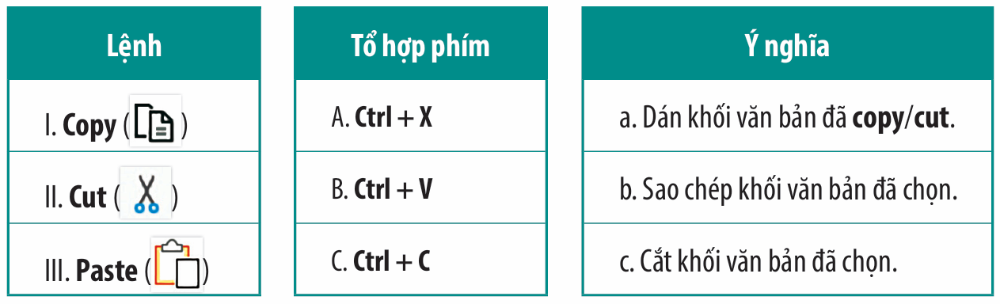 Lệnh
I. Copy ( )
II. Cut ( )
III. Paste ( )
Tổ hợp phím
A. Ctrl + X
B. Ctrl + V
C. Ctrl + C
Ý nghĩa
a. Dán khối văn bản đã copy/cut.
b. Sao chép khối văn bản đã chọn.
c. Cắt khối văn bản đã chọn.